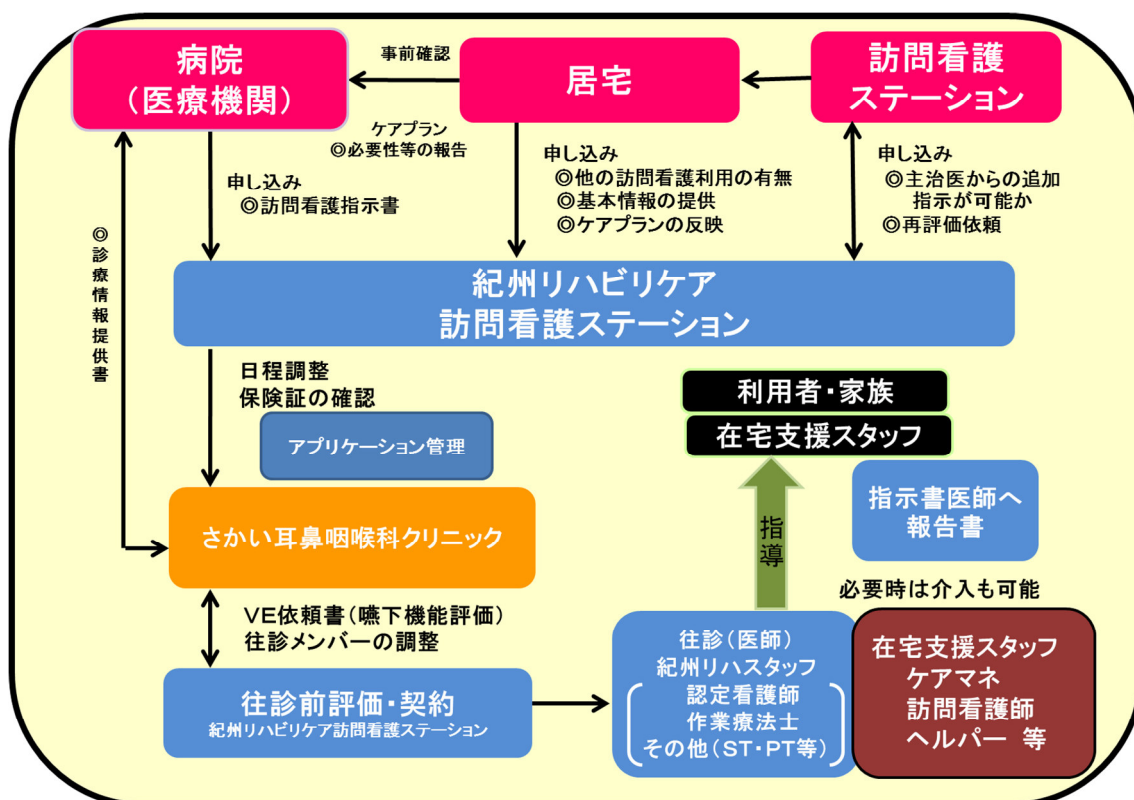 病院
（医療機関）
事前確認
居宅
訪問看護
ステーション
ケアプラン
◎必要性等の報告
申し込み
◎訪問看護指示書
申し込み
◎他の訪問看護利用の有無
◎基本情報の提供
◎ケアプランの反映
申し込み
◎主治医からの追加
指示が可能か
◎再評価依頼
◎診療情報提供書
紀州リハビリケア
訪問看護ステーション
日程調整
保険証の確認
アプリケーション管理
利用者・家族
在宅支援スタッフ
指導
指示書医師へ
報告書
さかい耳鼻咽喉科クリニック
必要時は介入も可能
VE依頼書（嚥下機能評価）
往診メンバーの調整
往診前評価・契約
紀州リハビリケア訪問看護ステーション
往診（医師）
紀州リハスタッフ
認定看護師
作業療法士
その他（ST・PT等）
在宅支援スタッフ
ケアマネ
訪問看護師
ヘルパー 等